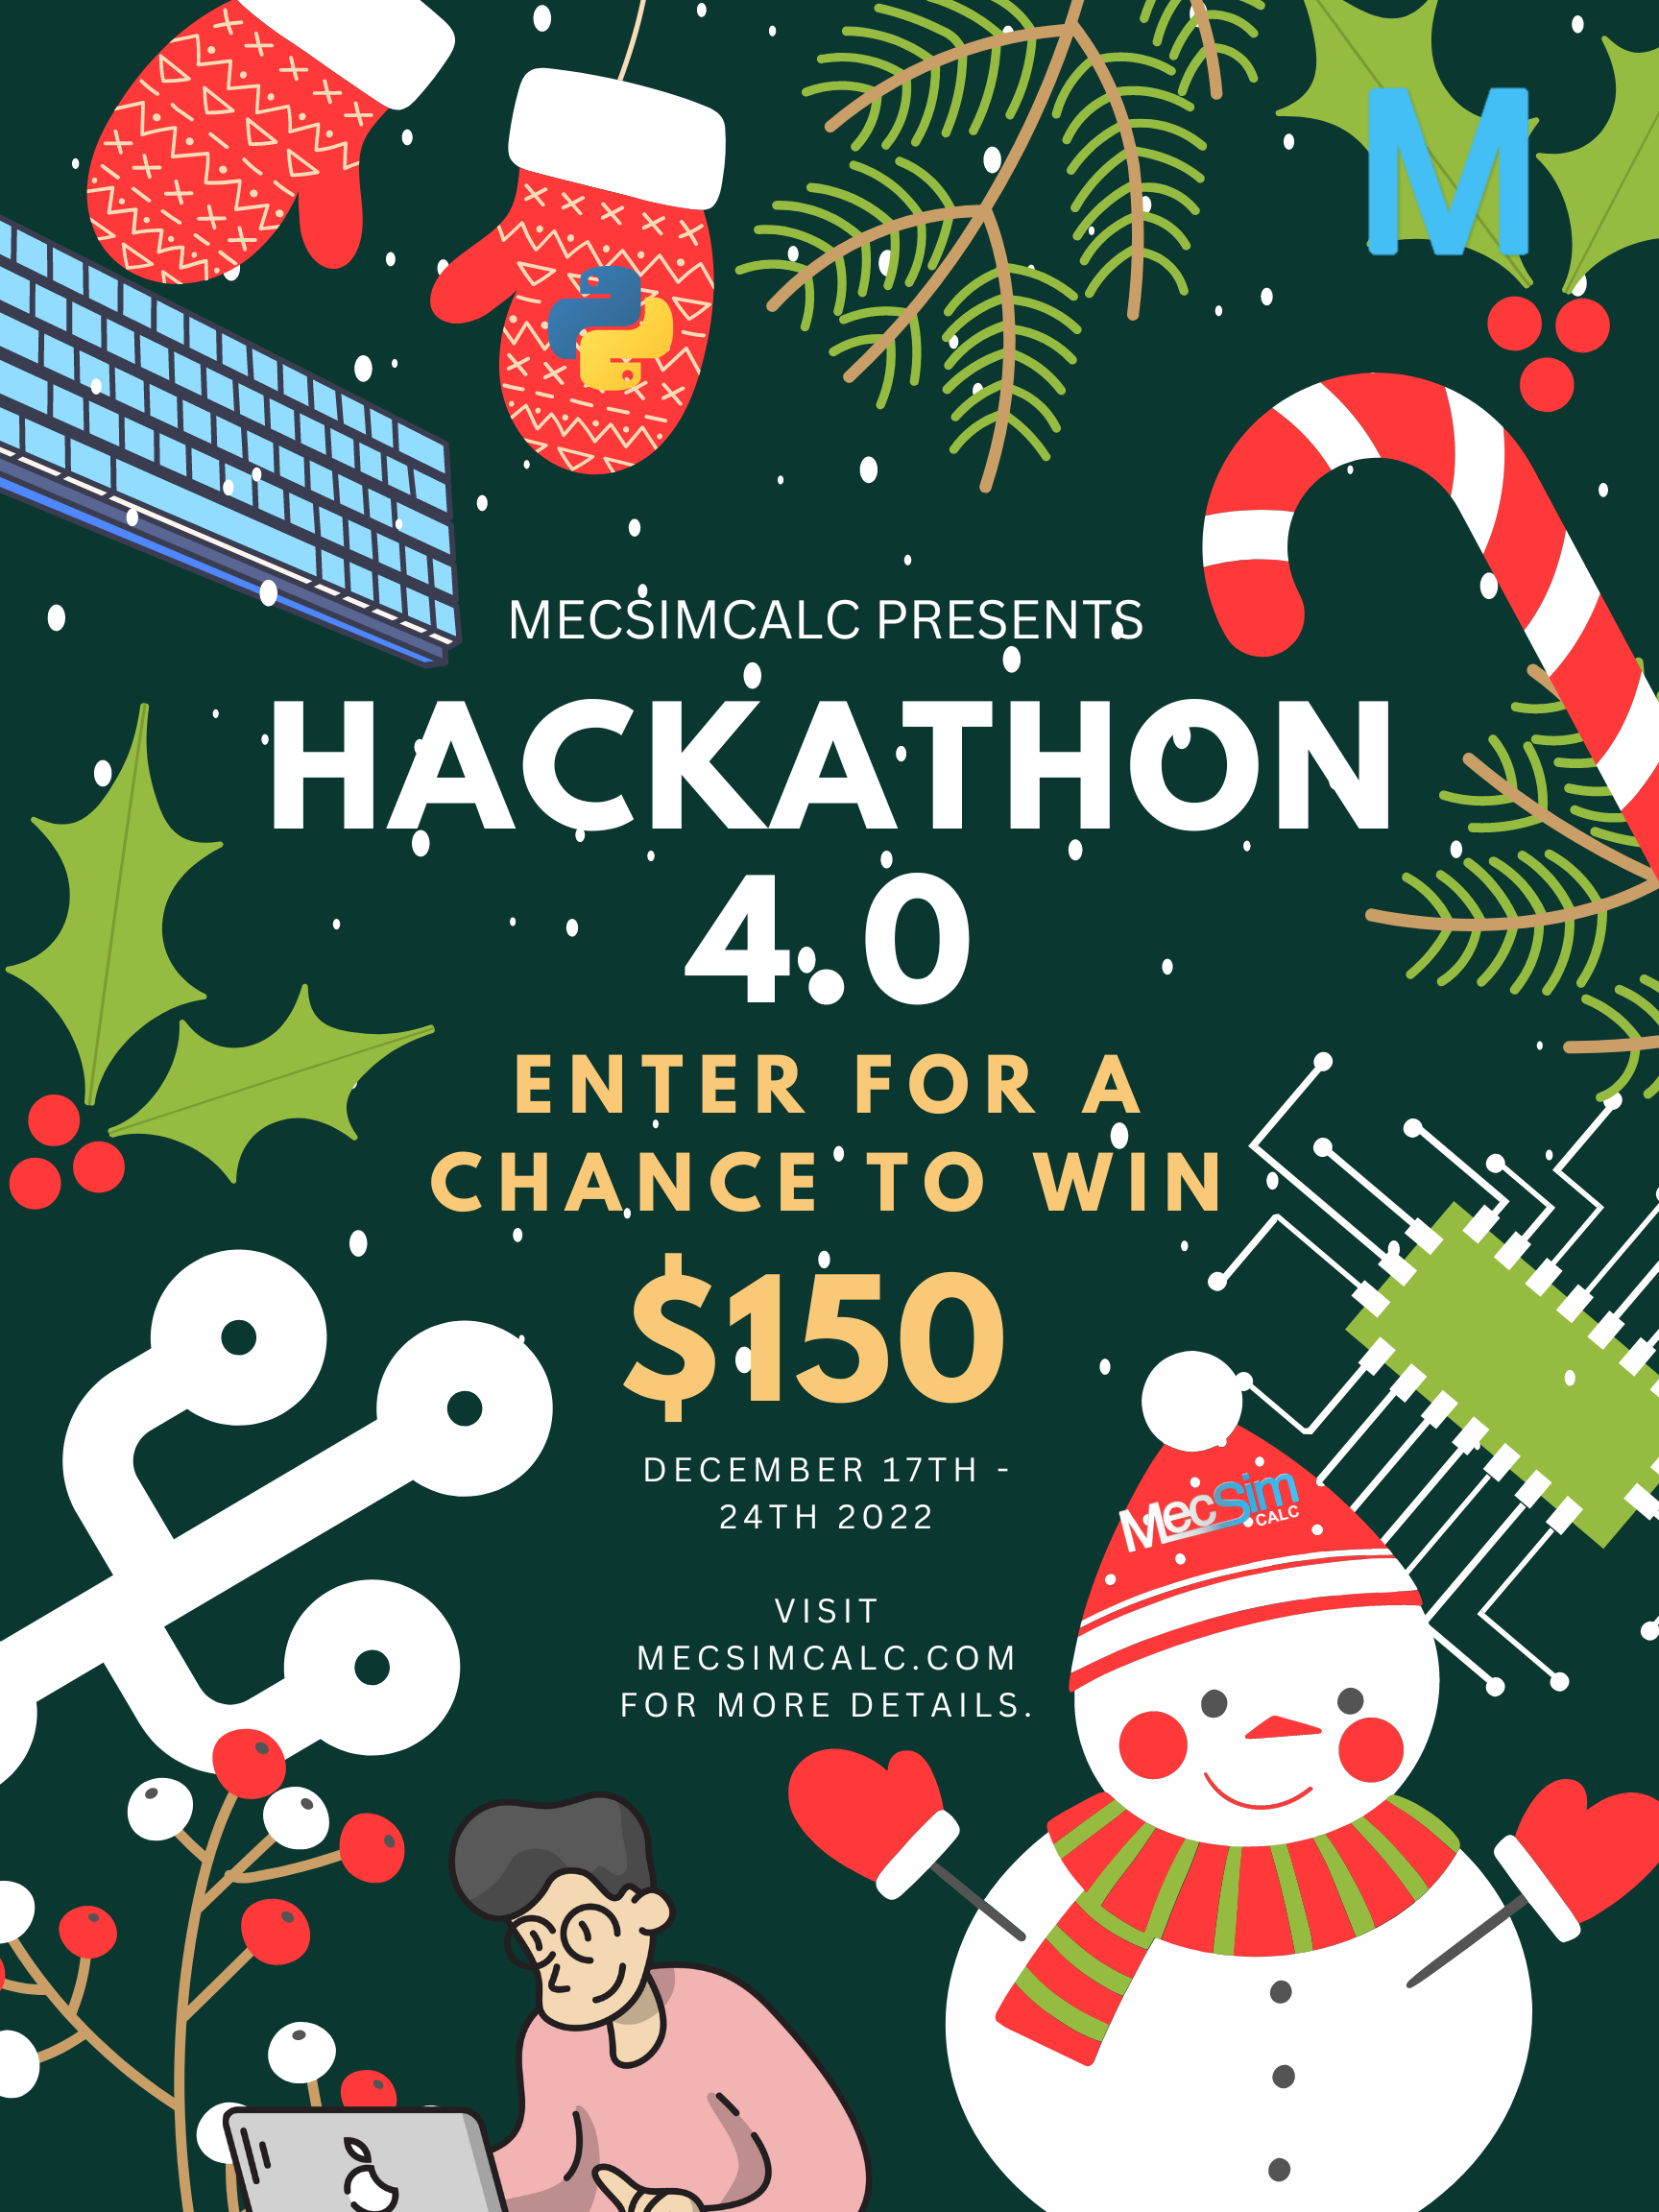 M
MECSIMCALC PRESENTS
HACKATHON
4.0
ENTER FOR A
CHANCE TO WIN
$150
DECEMBER 17TH -
24TH 2022
MecSim
CALC
VISIT
MECSIMCALC.COM
FOR MORE DETAILS.